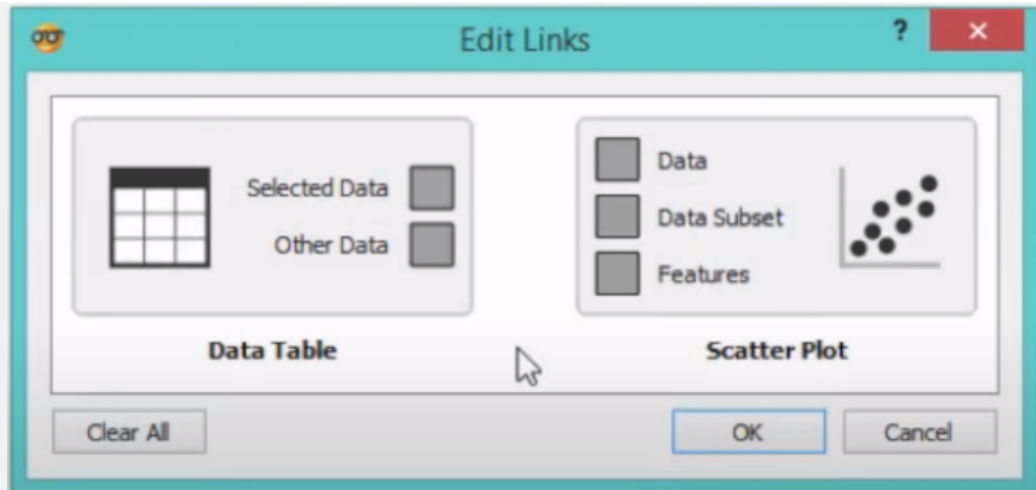 Edit Links
?
Selected Data
Other Data
Data Table
Data
Data Subset
Features
Scatter Plot
Clear All
OK
Cancel